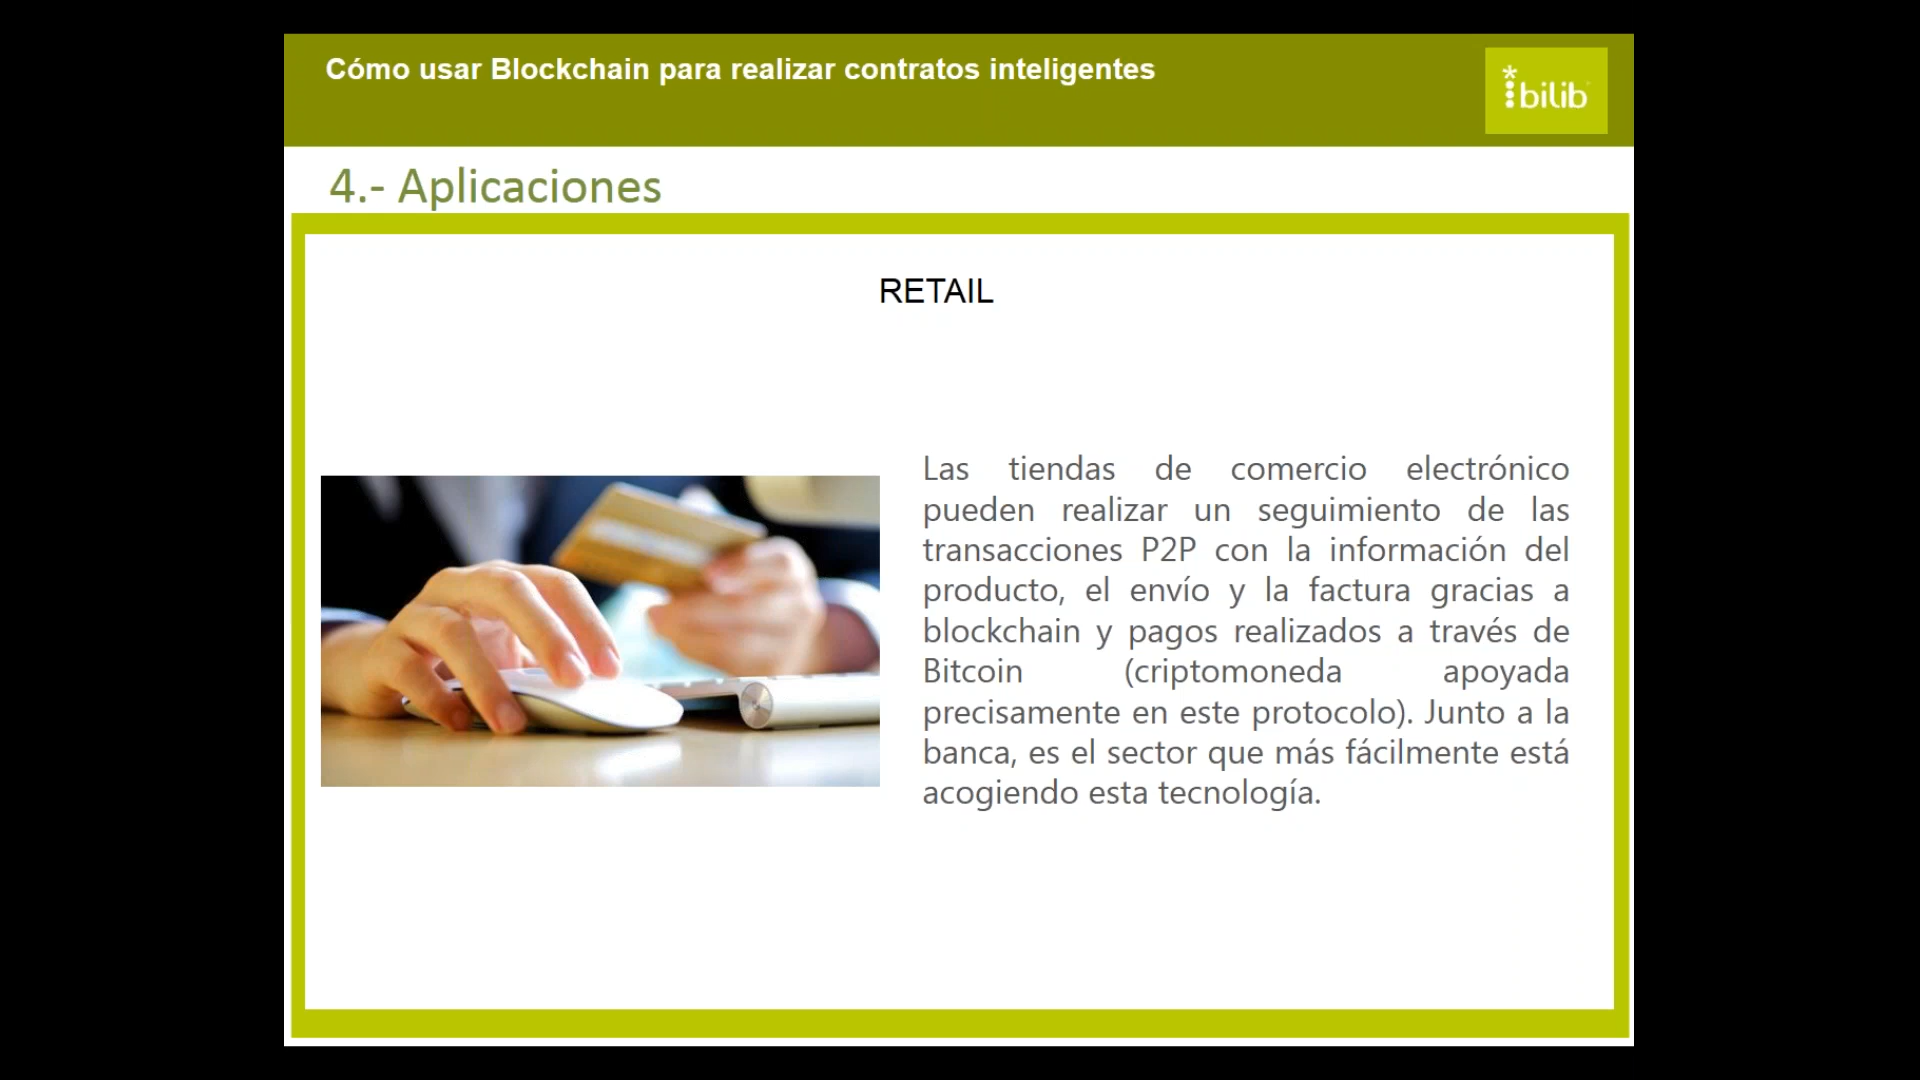 Cómo usar Blockchain para realizar contratos inteligentes
bilib
4.- Aplicaciones
RETAIL
Las tiendas de comercio electrónico
pueden realizar un seguimiento de las
transacciones P2P con la información del
producto, el envío y la factura gracias a
blockchain y pagos realizados a través de
Bitcoin (criptomoneda apoyada
precisamente en este protocolo). Junto a la
banca, es el sector que más fácilmente está
acogiendo esta tecnología.